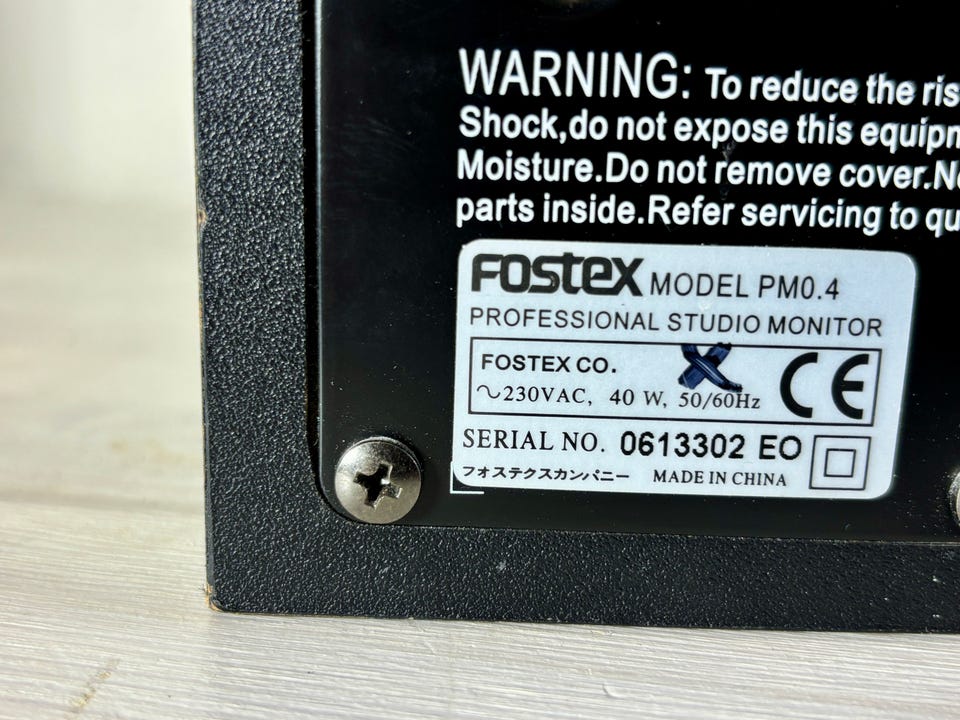 WARNING: To reduce the ris
Shock,do not expose this equipm
Moisture.Do not remove cover.No
parts inside.Refer servicing to qu
FOSTEX MODEL PM0.4
PROFESSIONAL STUDIO MONITOR
FOSTEX CO. X
~230VAC, 40 W, 50/60Hz CE
SERIAL NO. 0613302 EO
フォステクスカンパニー MADE IN CHINA